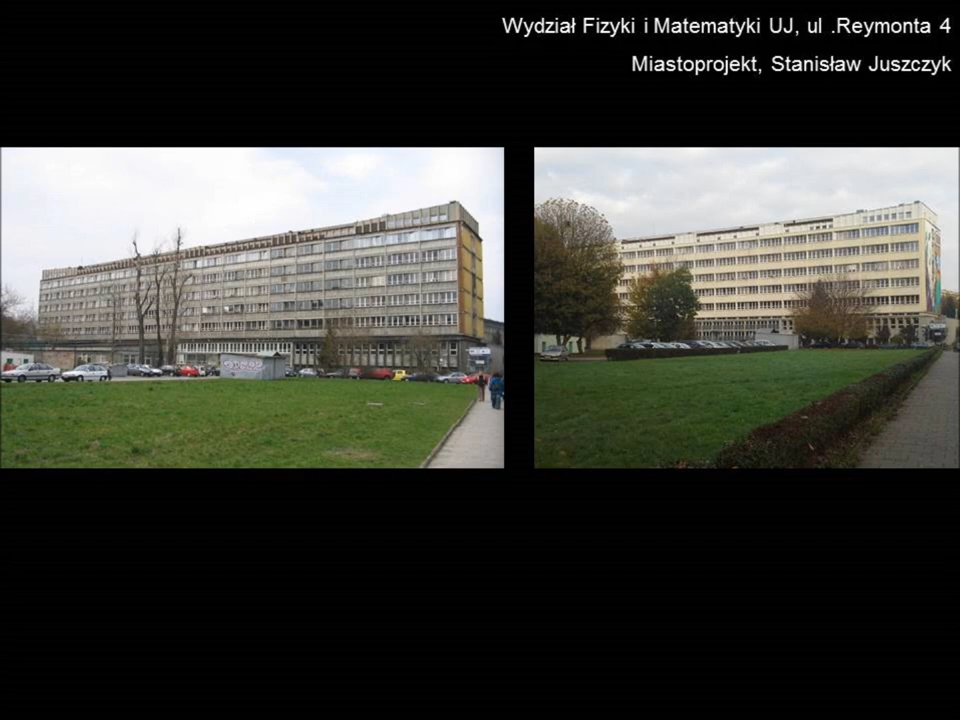 Wydział Fizyki i Matematyki UJ, ul .Reymonta 4
Miastoprojekt, Stanisław Juszczyk